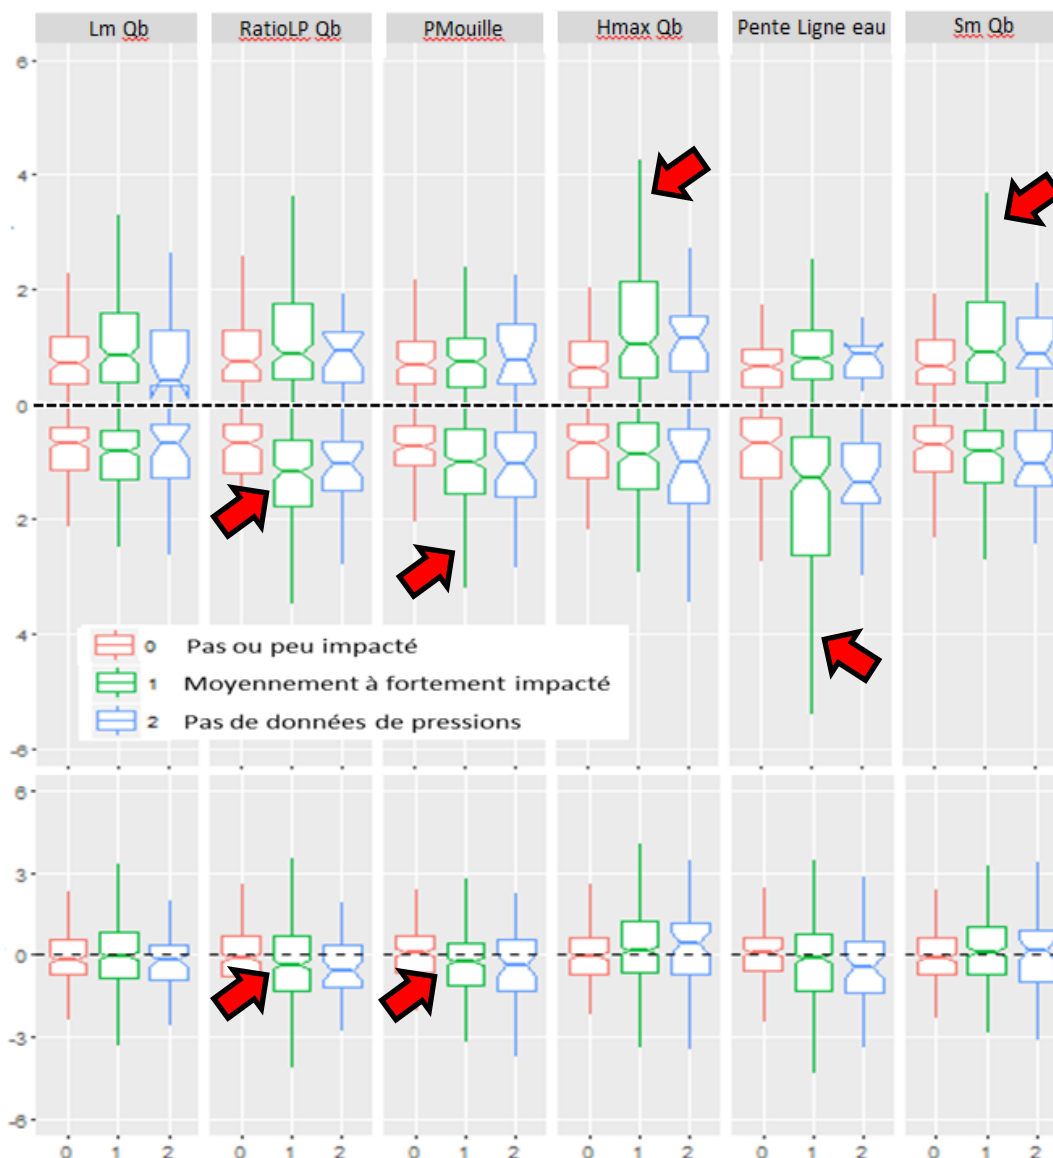 Lm Qb RatioLP Qb PMouille Hmax Qb Pente Ligne eau Sm Qb
6
4
2
0
2
4
-6
0 Pas ou peu impacté
1 Moyennement à fortement impacté
2 Pas de données de pressions
0 1 2 0 1 2 0 1 2 0 1 2 0 1 2 0 1 2
6
3
0
-3
-6